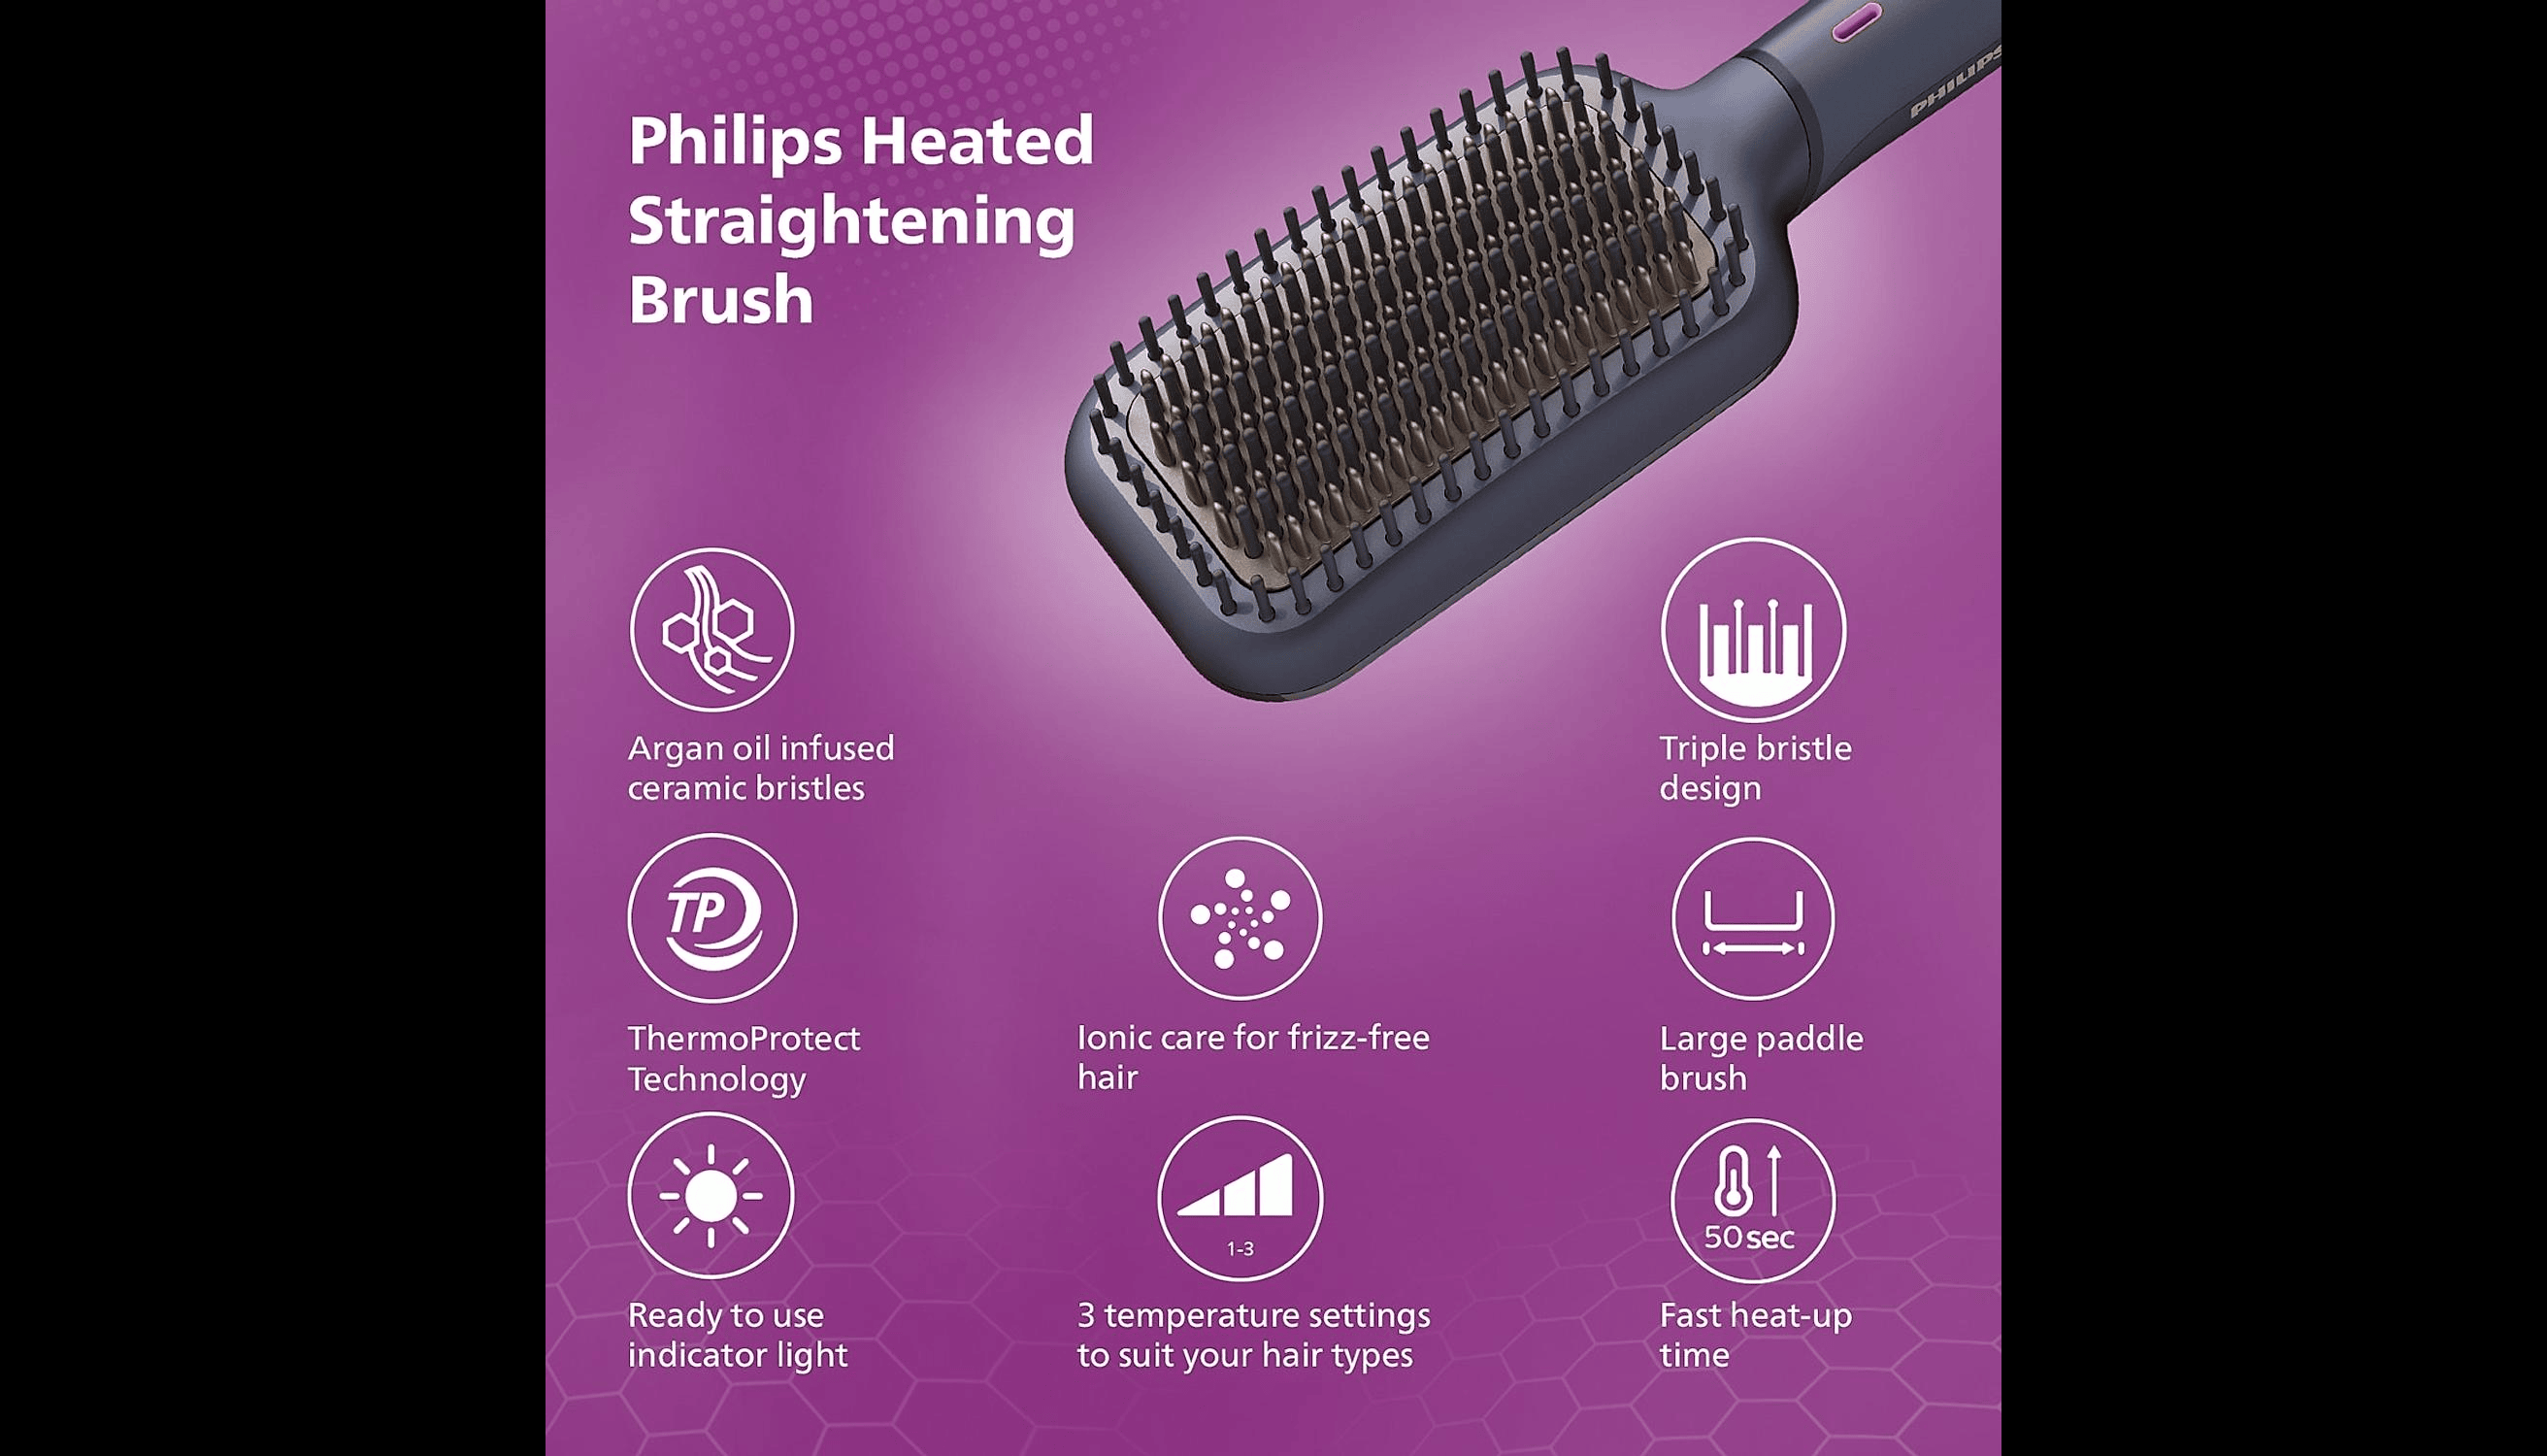 PHILIPS
Philips Heated
Straightening
Brush
Argan oil infused
ceramic bristles
Triple bristle
design
TP
ThermoProtect
Technology
Ionic care for frizz-free
hair
Large paddle
brush
Ready to use
indicator light
1-3
3 temperature settings
to suit your hair types
50 sec
Fast heat-up
time